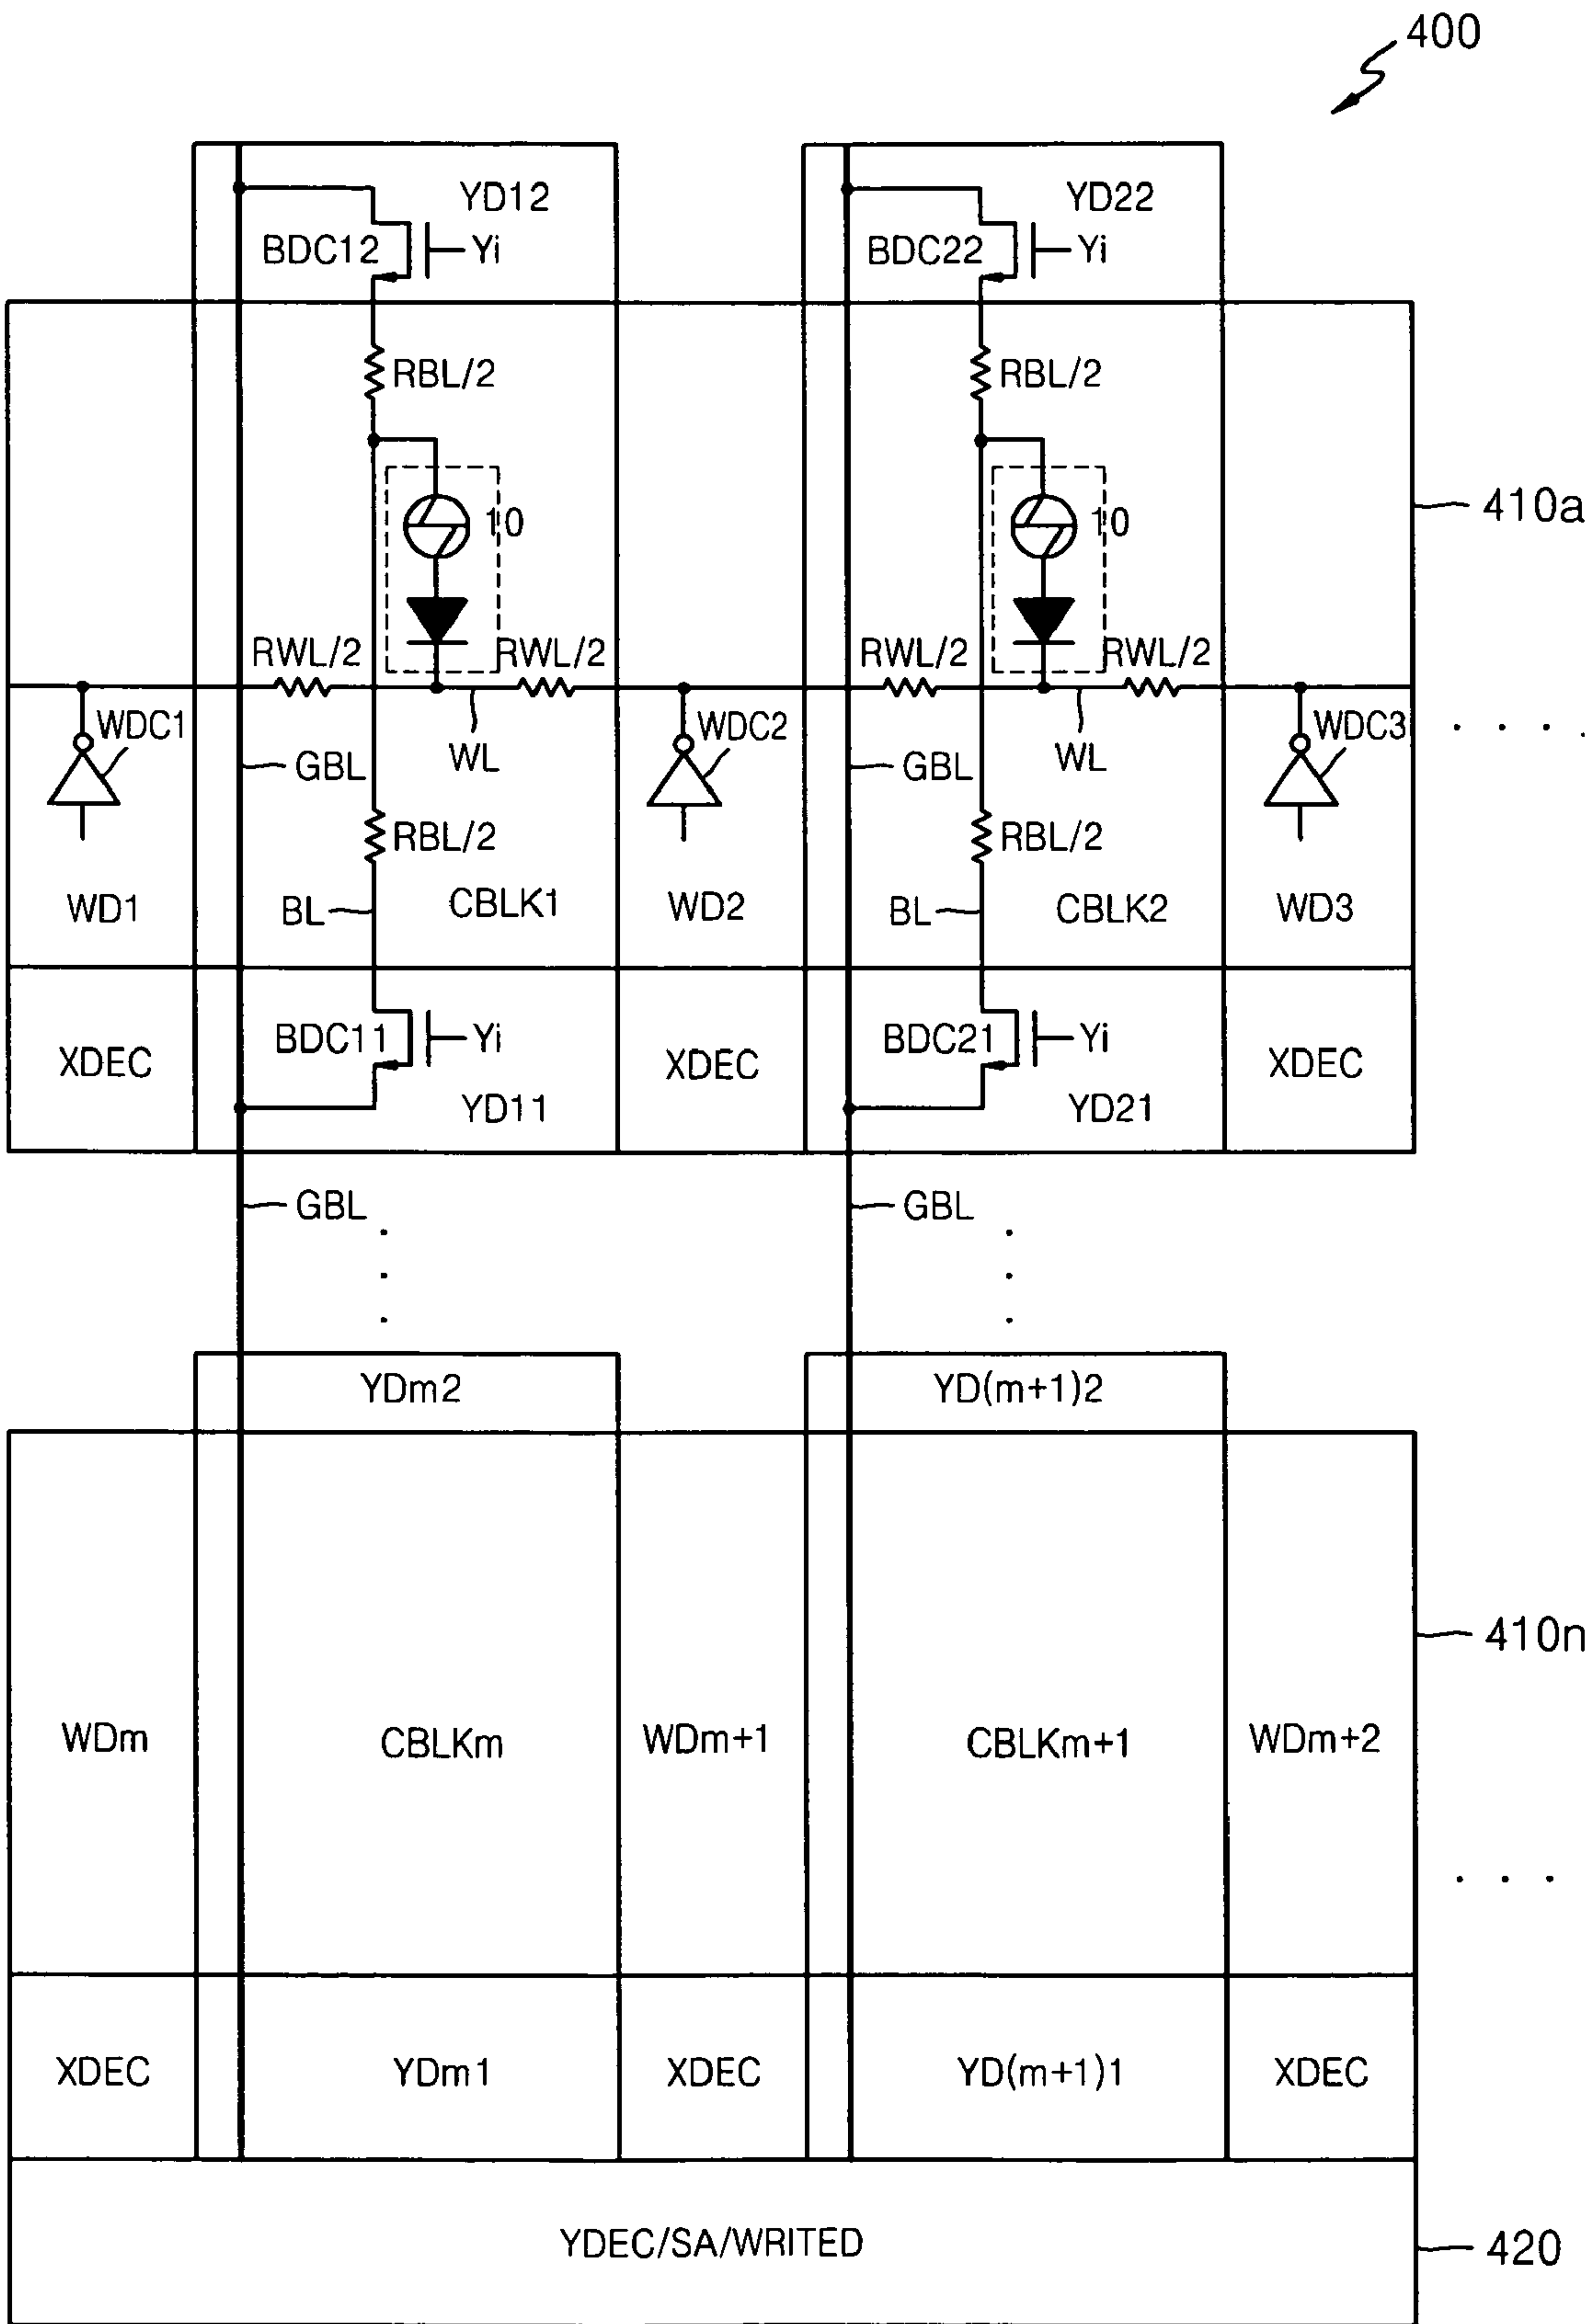 400
YD12 YD22
BDC12 Yi BDC22 Yi
RBL/2 RBL/2
410a
10 10
RWL/2 RWL/2 RWL/2 RWL/2
WDC1 WDC2 WDC3 . . . .
GBL WL GBL WL
RBL/2 RBL/2
WD1 BL CBLK1 WD2 BL CBLK2 WD3
XDEC BDC11 Yi XDEC BDC21 Yi XDEC
YD11 YD21
GBL GBL
. .
. .
. .
YDm2 YD(m+1)2
410n
WDm CBLKm WDm+1 CBLKm+1 WDm+2
. . .
XDEC YDm1 XDEC YD(m+1)1 XDEC
YDEC/SA/WRITED
420